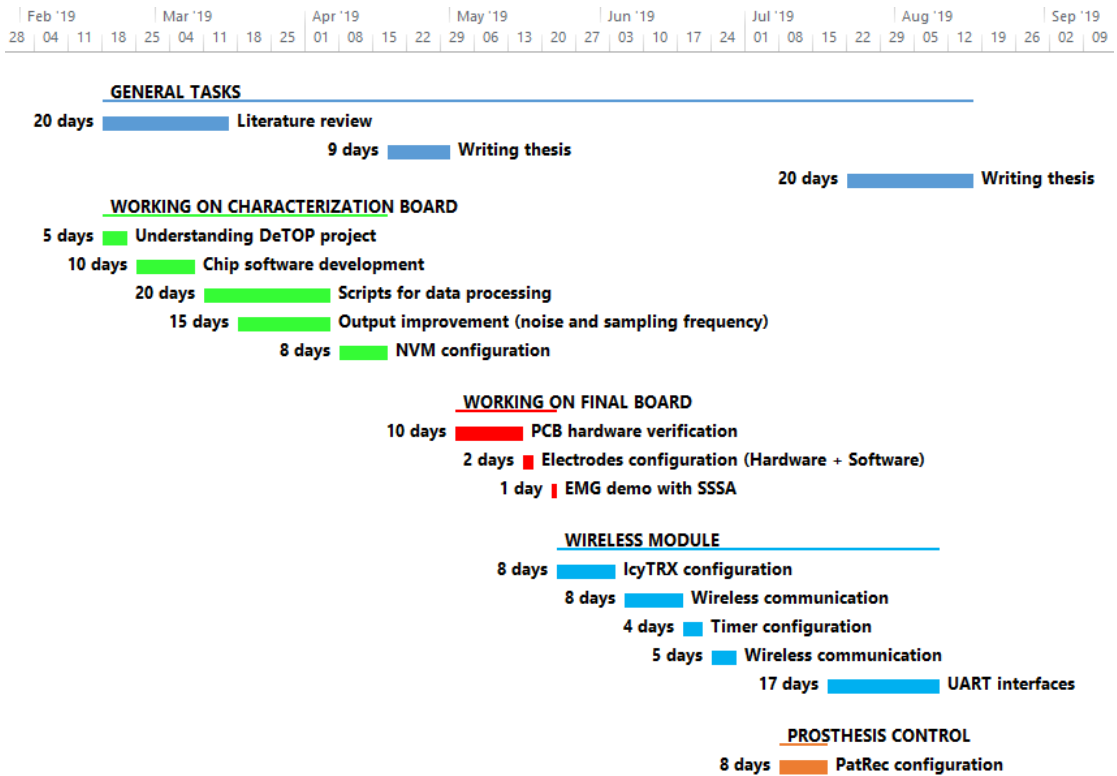 Feb '19 Mar '19 Apr '19 May '19 Jun '19 Jul '19 Aug '19 Sep '19
28 04 11 18 25 04 11 18 25 01 08 15 22 29 06 13 20 27 03 10 17 24 01 08 15 22 29 05 12 19 26 02 09
GENERAL TASKS
20 days Literature review
9 days Writing thesis
20 days Writing thesis
WORKING ON CHARACTERIZATION BOARD
5 days Understanding DeTOP project
10 days Chip software development
20 days Scripts for data processing
15 days Output improvement (noise and sampling frequency)
8 days NVM configuration
WORKING ON FINAL BOARD
10 days PCB hardware verification
2 days Electrodes configuration (Hardware + Software)
1 day EMG demo with SSSA
WIRELESS MODULE
8 days IcyTRX configuration
8 days Wireless communication
4 days Timer configuration
5 days Wireless communication
17 days UART interfaces
PROSTHESIS CONTROL
8 days PatRec configuration